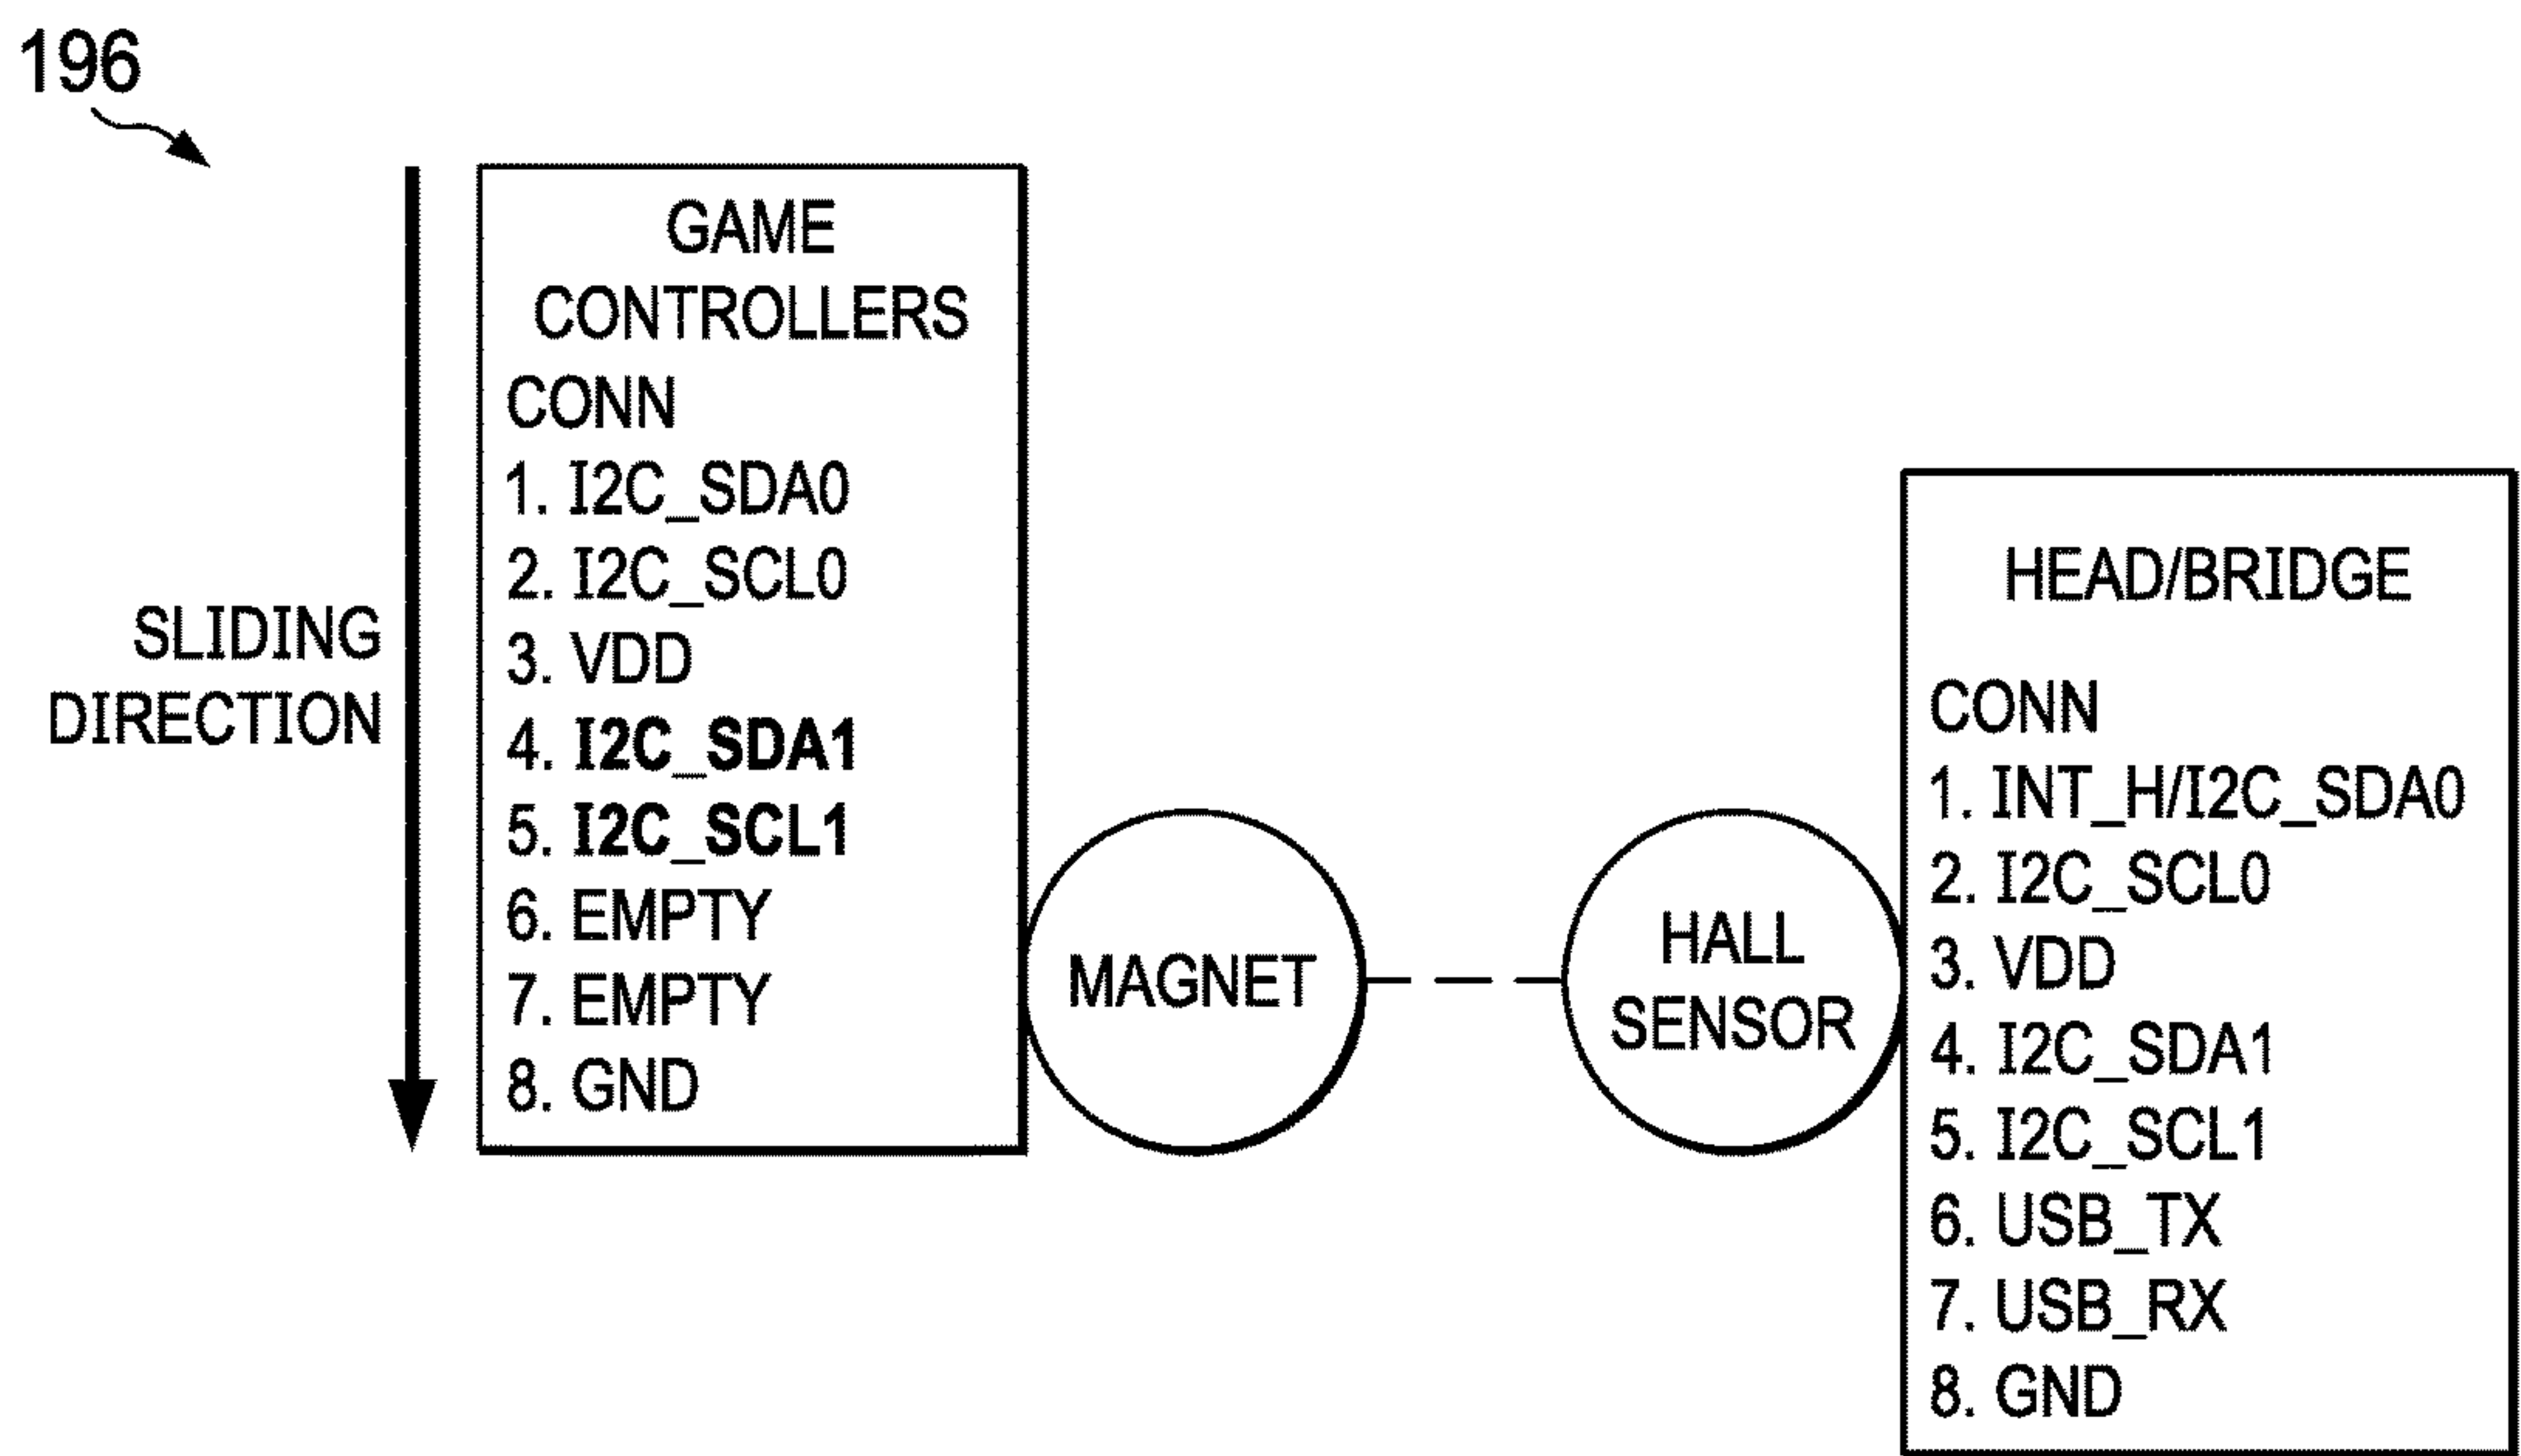 196
SLIDING
DIRECTION
GAME
CONTROLLERS
CONN
1. I2C_SDA0
2. I2C_SCL0
3. VDD
4. I2C_SDA1
5. I2C_SCL1
6. EMPTY
7. EMPTY
8. GND
MAGNET
HALL
SENSOR
HEAD/BRIDGE
CONN
1. INT_H/I2C_SDA0
2. I2C_SCL0
3. VDD
4. I2C_SDA1
5. I2C_SCL1
6. USB_TX
7. USB_RX
8. GND